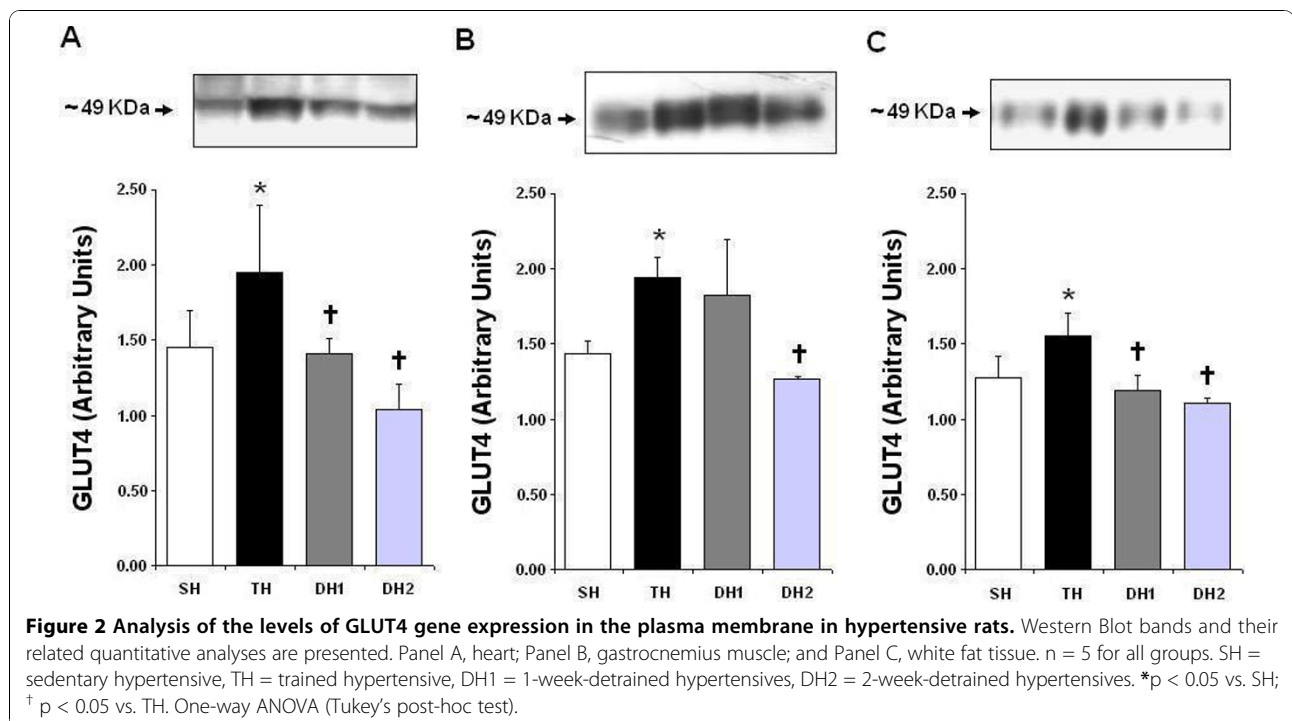 A
B
C
~49 KDa
~49 KDa
~49 KDa
GLUT4 (Arbitrary Units)
2.50
2.00
1.50
1.00
0.50
0.00
*
†
†
SH
TH
DH1
DH2
GLUT4 (Arbitrary Units)
2.50
2.00
1.50
1.00
0.50
0.00
*
†
SH
TH
DH1
DH2
GLUT4 (Arbitrary Units)
2.50
2.00
1.50
1.00
0.50
0.00
*
†
†
SH
TH
DH1
DH2
Figure 2 Analysis of the levels of GLUT4 gene expression in the plasma membrane in hypertensive rats. Western Blot bands and their
related quantitative analyses are presented. Panel A, heart; Panel B, gastrocnemius muscle; and Panel C, white fat tissue. n = 5 for all groups. SH =
sedentary hypertensive, TH = trained hypertensive, DH1 = 1-week-detrained hypertensives, DH2 = 2-week-detrained hypertensives. *p < 0.05 vs. SH;
† p < 0.05 vs. TH. One-way ANOVA (Tukey's post-hoc test).